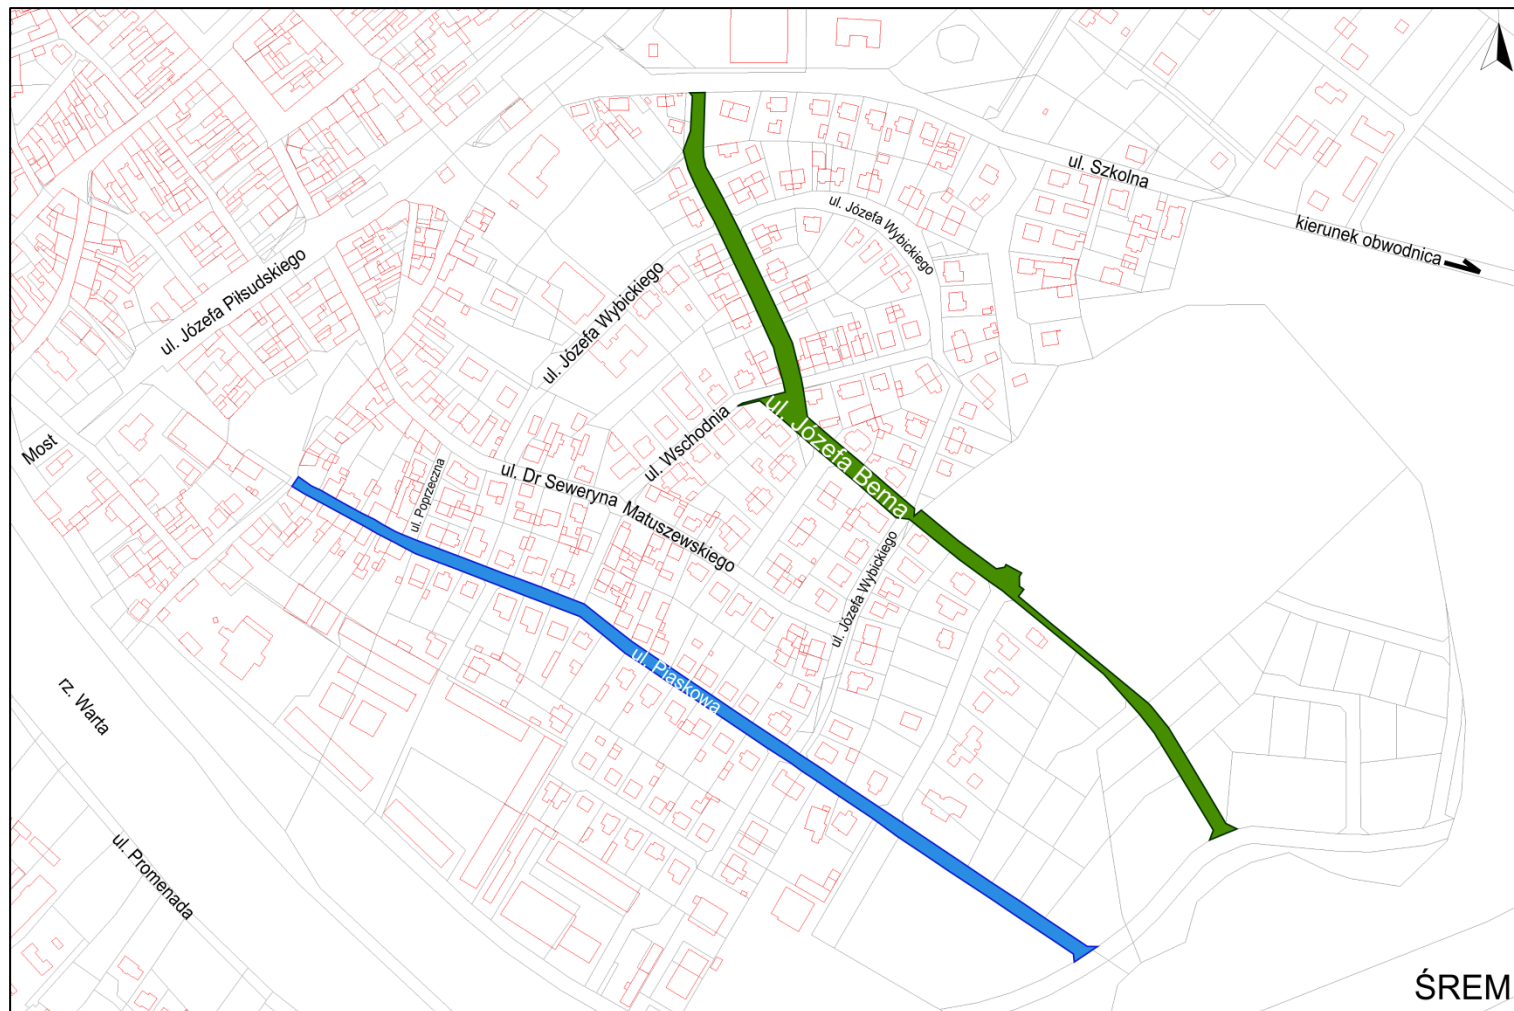 ul. Szkolna
ul. Józefa Wybickiego
kierunek obwodnica
ul. Józefa Piłsudskiego
ul. Józefa Wybickiego
ul. Józefa Bema
ul. Wschodnia
Most
ul. Poprzeczna
ul. Dr Seweryna Matuszewskiego
ul. Józefa Wybickiego
ul. Piaskowa
rz. Warta
ul. Promenada
ŚREM